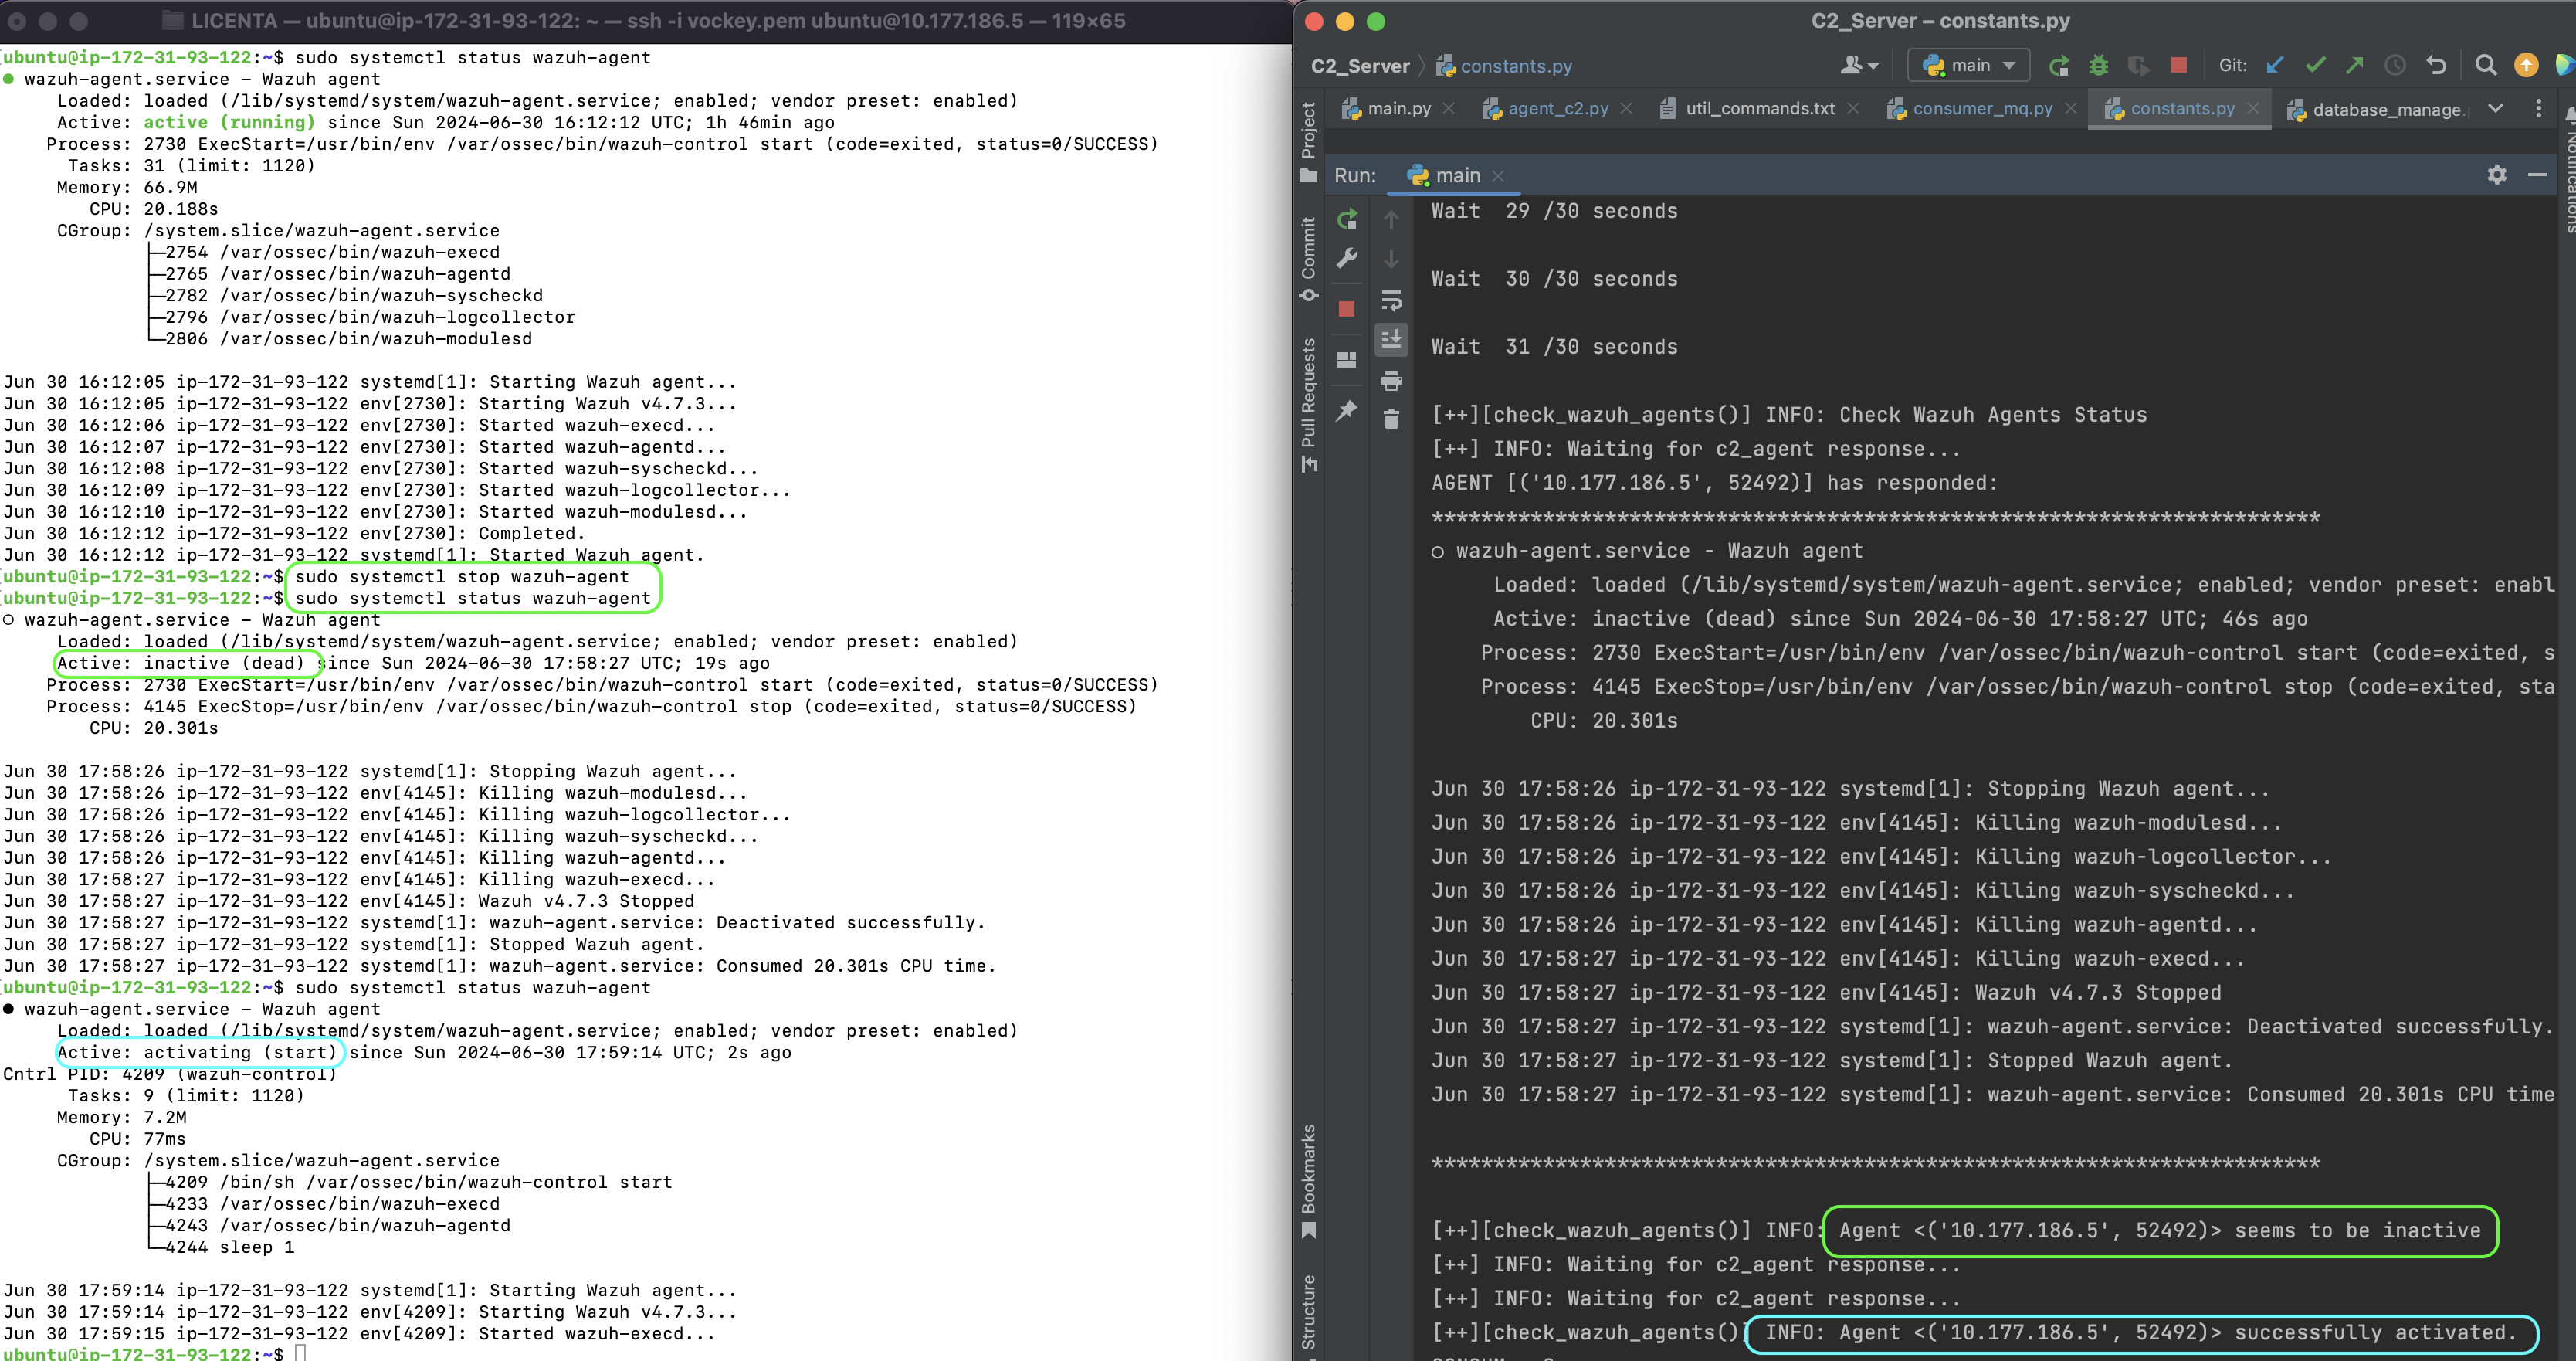 LICENTA — ubuntu@ip-172-31-93-122: ~ — ssh -i vockey.pem ubuntu@10.177.186.5 — 119×65
ubuntu@ip-172-31-93-122:~$ sudo systemctl status wazuh-agent
● wazuh-agent.service - Wazuh agent
Loaded: loaded (/lib/systemd/system/wazuh-agent.service; enabled; vendor preset: enabled)
Active: active (running) since Sun 2024-06-30 16:12:12 UTC; 1h 46min ago
Process: 2730 ExecStart=/usr/bin/env /var/ossec/bin/wazuh-control start (code=exited, status=0/SUCCESS)
Tasks: 31 (limit: 1120)
Memory: 66.9M
CPU: 20.188s
CGroup: /system.slice/wazuh-agent.service
├─2754 /var/ossec/bin/wazuh-execd
├─2765 /var/ossec/bin/wazuh-agentd
├─2782 /var/ossec/bin/wazuh-syscheckd
├─2796 /var/ossec/bin/wazuh-logcollector
└─2806 /var/ossec/bin/wazuh-modulesd
Jun 30 16:12:05 ip-172-31-93-122 systemd[1]: Starting Wazuh agent...
Jun 30 16:12:05 ip-172-31-93-122 env[2730]: Starting Wazuh v4.7.3...
Jun 30 16:12:06 ip-172-31-93-122 env[2730]: Started wazuh-execd...
Jun 30 16:12:07 ip-172-31-93-122 env[2730]: Started wazuh-agentd...
Jun 30 16:12:08 ip-172-31-93-122 env[2730]: Started wazuh-syscheckd...
Jun 30 16:12:09 ip-172-31-93-122 env[2730]: Started wazuh-logcollector...
Jun 30 16:12:10 ip-172-31-93-122 env[2730]: Started wazuh-modulesd...
Jun 30 16:12:12 ip-172-31-93-122 env[2730]: Completed.
Jun 30 16:12:12 ip-172-31-93-122 systemd[1]: Started Wazuh agent.
ubuntu@ip-172-31-93-122:~$ sudo systemctl stop wazuh-agent
ubuntu@ip-172-31-93-122:~$ sudo systemctl status wazuh-agent
○ wazuh-agent.service - Wazuh agent
Loaded: loaded (/lib/systemd/system/wazuh-agent.service; enabled; vendor preset: enabled)
Active: inactive (dead) since Sun 2024-06-30 17:58:27 UTC; 19s ago
Process: 2730 ExecStart=/usr/bin/env /var/ossec/bin/wazuh-control start (code=exited, status=0/SUCCESS)
Process: 4145 ExecStop=/usr/bin/env /var/ossec/bin/wazuh-control stop (code=exited, status=0/SUCCESS)
CPU: 20.301s
Jun 30 17:58:26 ip-172-31-93-122 systemd[1]: Stopping Wazuh agent...
Jun 30 17:58:26 ip-172-31-93-122 env[4145]: Killing wazuh-modulesd...
Jun 30 17:58:26 ip-172-31-93-122 env[4145]: Killing wazuh-logcollector...
Jun 30 17:58:26 ip-172-31-93-122 env[4145]: Killing wazuh-syscheckd...
Jun 30 17:58:26 ip-172-31-93-122 env[4145]: Killing wazuh-agentd...
Jun 30 17:58:27 ip-172-31-93-122 env[4145]: Killing wazuh-execd...
Jun 30 17:58:27 ip-172-31-93-122 env[4145]: Wazuh v4.7.3 Stopped
Jun 30 17:58:27 ip-172-31-93-122 systemd[1]: wazuh-agent.service: Deactivated successfully.
Jun 30 17:58:27 ip-172-31-93-122 systemd[1]: Stopped Wazuh agent.
Jun 30 17:58:27 ip-172-31-93-122 systemd[1]: wazuh-agent.service: Consumed 20.301s CPU time.
ubuntu@ip-172-31-93-122:~$ sudo systemctl status wazuh-agent
● wazuh-agent.service - Wazuh agent
Loaded: loaded (/lib/systemd/system/wazuh-agent.service; enabled; vendor preset: enabled)
Active: activating (start) since Sun 2024-06-30 17:59:14 UTC; 2s ago
Cntrl PID: 4209 (wazuh-control)
Tasks: 9 (limit: 1120)
Memory: 7.2M
CPU: 77ms
CGroup: /system.slice/wazuh-agent.service
├─4209 /bin/sh /var/ossec/bin/wazuh-control start
├─4233 /var/ossec/bin/wazuh-execd
├─4243 /var/ossec/bin/wazuh-agentd
└─4244 sleep 1
Jun 30 17:59:14 ip-172-31-93-122 systemd[1]: Starting Wazuh agent...
Jun 30 17:59:14 ip-172-31-93-122 env[4209]: Starting Wazuh v4.7.3...
Jun 30 17:59:15 ip-172-31-93-122 env[4209]: Started wazuh-execd...
ubuntu@ip-172-31-93-122:~$
C2_Server – constants.py
C2_Server 〉 constants.py
main
Git:
main.py
agent_c2.py
util_commands.txt
consumer_mq.py
constants.py
database_manage.
Project
Commit
Pull Requests
Bookmarks
Structure
Notifications
Run: main
Wait  29 /30 seconds
Wait  30 /30 seconds
Wait  31 /30 seconds
[++][check_wazuh_agents()] INFO: Check Wazuh Agents Status
[++] INFO: Waiting for c2_agent response...
AGENT [('10.177.186.5', 52492)] has responded:
************************************************************************
○ wazuh-agent.service - Wazuh agent
Loaded: loaded (/lib/systemd/system/wazuh-agent.service; enabled; vendor preset: enabl
Active: inactive (dead) since Sun 2024-06-30 17:58:27 UTC; 46s ago
Process: 2730 ExecStart=/usr/bin/env /var/ossec/bin/wazuh-control start (code=exited, s
Process: 4145 ExecStop=/usr/bin/env /var/ossec/bin/wazuh-control stop (code=exited, sta
CPU: 20.301s
Jun 30 17:58:26 ip-172-31-93-122 systemd[1]: Stopping Wazuh agent...
Jun 30 17:58:26 ip-172-31-93-122 env[4145]: Killing wazuh-modulesd...
Jun 30 17:58:26 ip-172-31-93-122 env[4145]: Killing wazuh-logcollector...
Jun 30 17:58:26 ip-172-31-93-122 env[4145]: Killing wazuh-syscheckd...
Jun 30 17:58:26 ip-172-31-93-122 env[4145]: Killing wazuh-agentd...
Jun 30 17:58:27 ip-172-31-93-122 env[4145]: Killing wazuh-execd...
Jun 30 17:58:27 ip-172-31-93-122 env[4145]: Wazuh v4.7.3 Stopped
Jun 30 17:58:27 ip-172-31-93-122 systemd[1]: wazuh-agent.service: Deactivated successfully.
Jun 30 17:58:27 ip-172-31-93-122 systemd[1]: Stopped Wazuh agent.
Jun 30 17:58:27 ip-172-31-93-122 systemd[1]: wazuh-agent.service: Consumed 20.301s CPU time
************************************************************************
[++][check_wazuh_agents()] INFO: Agent <('10.177.186.5', 52492)> seems to be inactive
[++] INFO: Waiting for c2_agent response...
[++] INFO: Waiting for c2_agent response...
[++][check_wazuh_agents()] INFO: Agent <('10.177.186.5', 52492)> successfully activated.